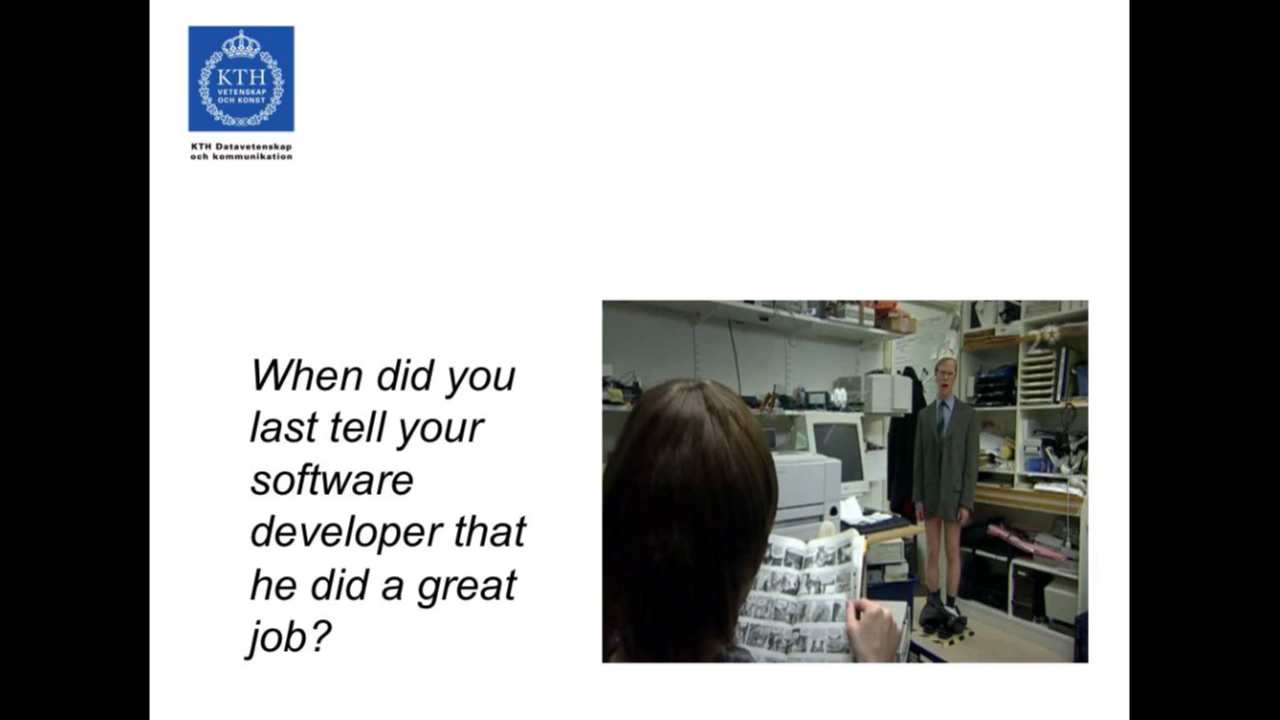 KTH
VETENSKAP
OCH KONST
KTH Datavetenskap
och kommunikation
When did you
last tell your
software
developer that
he did a great
job?